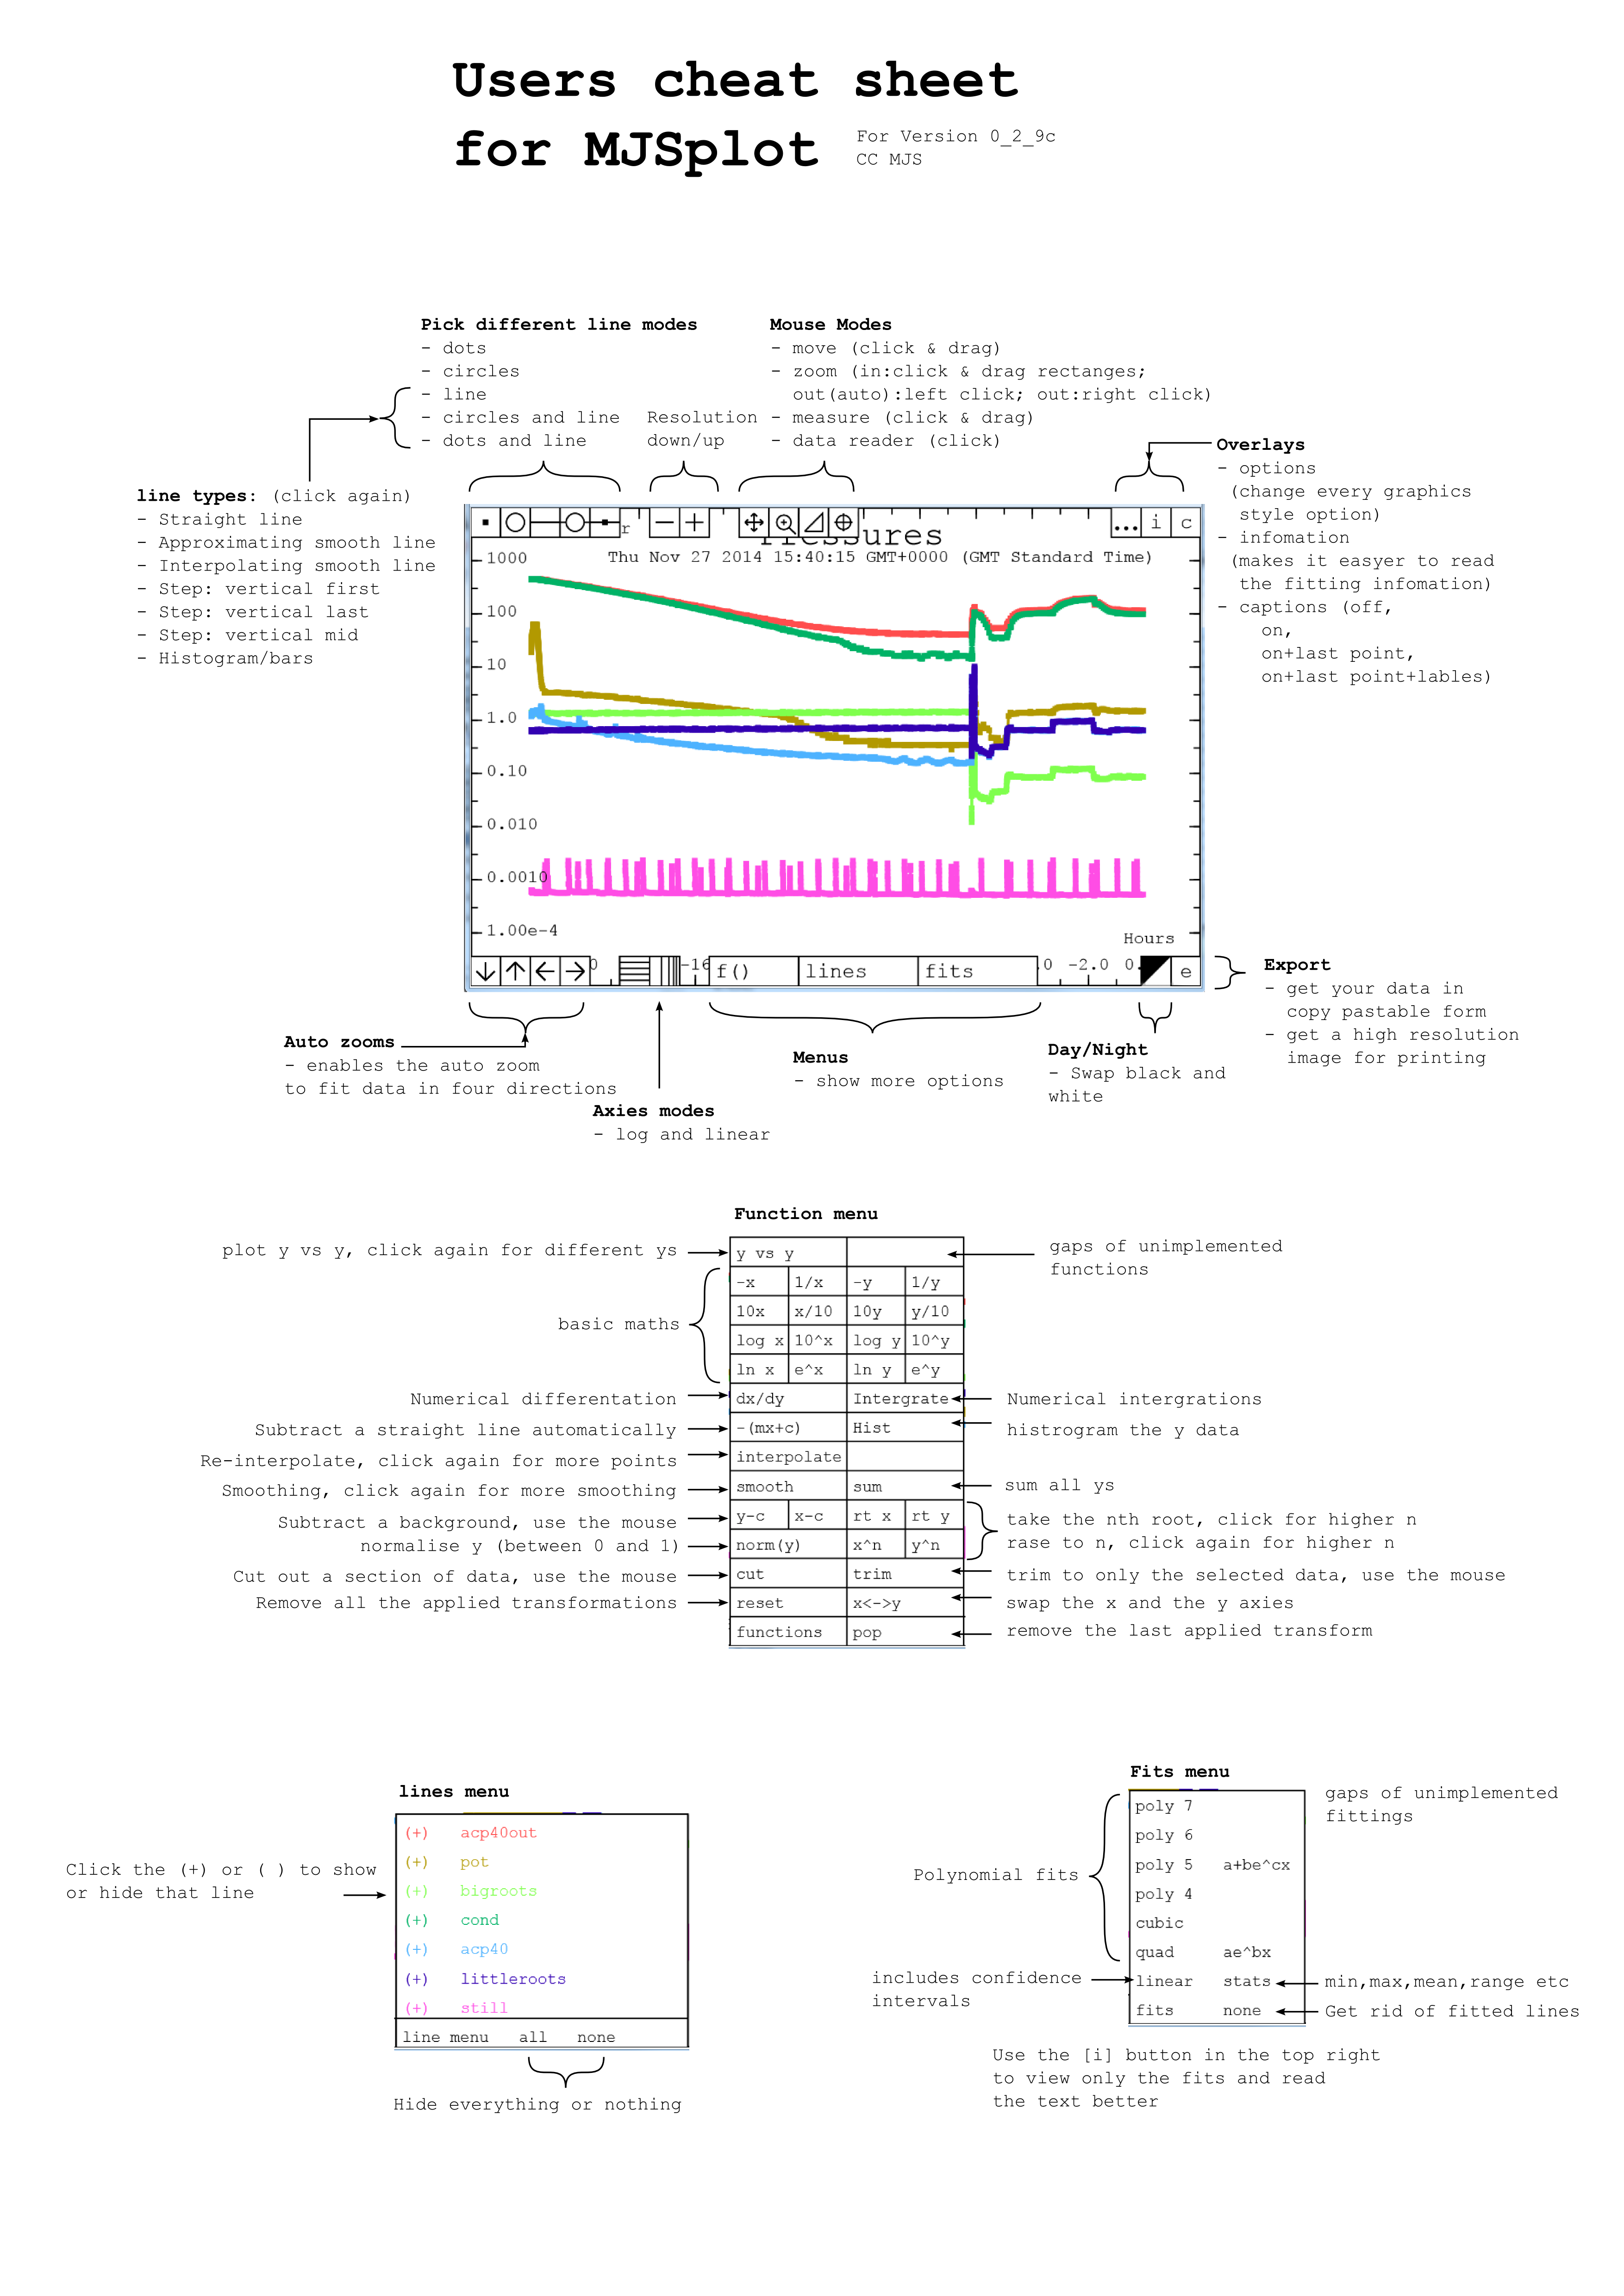 Users cheat sheet
for MJSplot
For Version 0_2_9c
CC MJS
Pick different line modes
- dots
- circles
- line
- circles and line
- dots and line
Resolution
down/up
Mouse Modes
- move (click & drag)
- zoom (in:click & drag rectanges;
out(auto):left click; out:right click)
- measure (click & drag)
- data reader (click)
Overlays
- options
(change every graphics
style option)
- infomation
(makes it easyer to read
the fitting infomation)
- captions (off,
on,
on+last point,
on+last point+lables)
line types: (click again)
- Straight line
- Approximating smooth line
- Interpolating smooth line
- Step: vertical first
- Step: vertical last
- Step: vertical mid
- Histogram/bars
r
... i c
Pressures
Thu Nov 27 2014 15:40:15 GMT+0000 (GMT Standard Time)
1000
100
10
1.0
0.10
0.010
0.0010
1.00e-4
Hours
0 -16 f() lines fits .0 -2.0 0. e
Export
- get your data in
copy pastable form
- get a high resolution
image for printing
Auto zooms
- enables the auto zoom
to fit data in four directions
Axies modes
- log and linear
Menus
- show more options
Day/Night
- Swap black and
white
Function menu
plot y vs y, click again for different ys
y vs y
gaps of unimplemented
functions
basic maths
-x 1/x -y 1/y
10x x/10 10y y/10
log x 10^x log y 10^y
ln x e^x ln y e^y
Numerical differentation
dx/dy Intergrate
Numerical intergrations
Subtract a straight line automatically
-(mx+c) Hist
histrogram the y data
Re-interpolate, click again for more points
interpolate
Smoothing, click again for more smoothing
smooth sum
sum all ys
Subtract a background, use the mouse
y-c x-c rt x rt y
take the nth root, click for higher n
normalise y (between 0 and 1)
norm(y) x^n y^n
rase to n, click again for higher n
Cut out a section of data, use the mouse
cut trim
trim to only the selected data, use the mouse
Remove all the applied transformations
reset x<->y
swap the x and the y axies
functions pop
remove the last applied transform
lines menu
(+) acp40out
(+) pot
(+) bigroots
(+) cond
(+) acp40
(+) littleroots
(+) still
line menu all none
Click the (+) or ( ) to show
or hide that line
Hide everything or nothing
Fits menu
poly 7
poly 6
poly 5 a+be^cx
poly 4
cubic
quad ae^bx
linear stats
fits none
gaps of unimplemented
fittings
Polynomial fits
includes confidence
intervals
min,max,mean,range etc
Get rid of fitted lines
Use the [i] button in the top right
to view only the fits and read
the text better